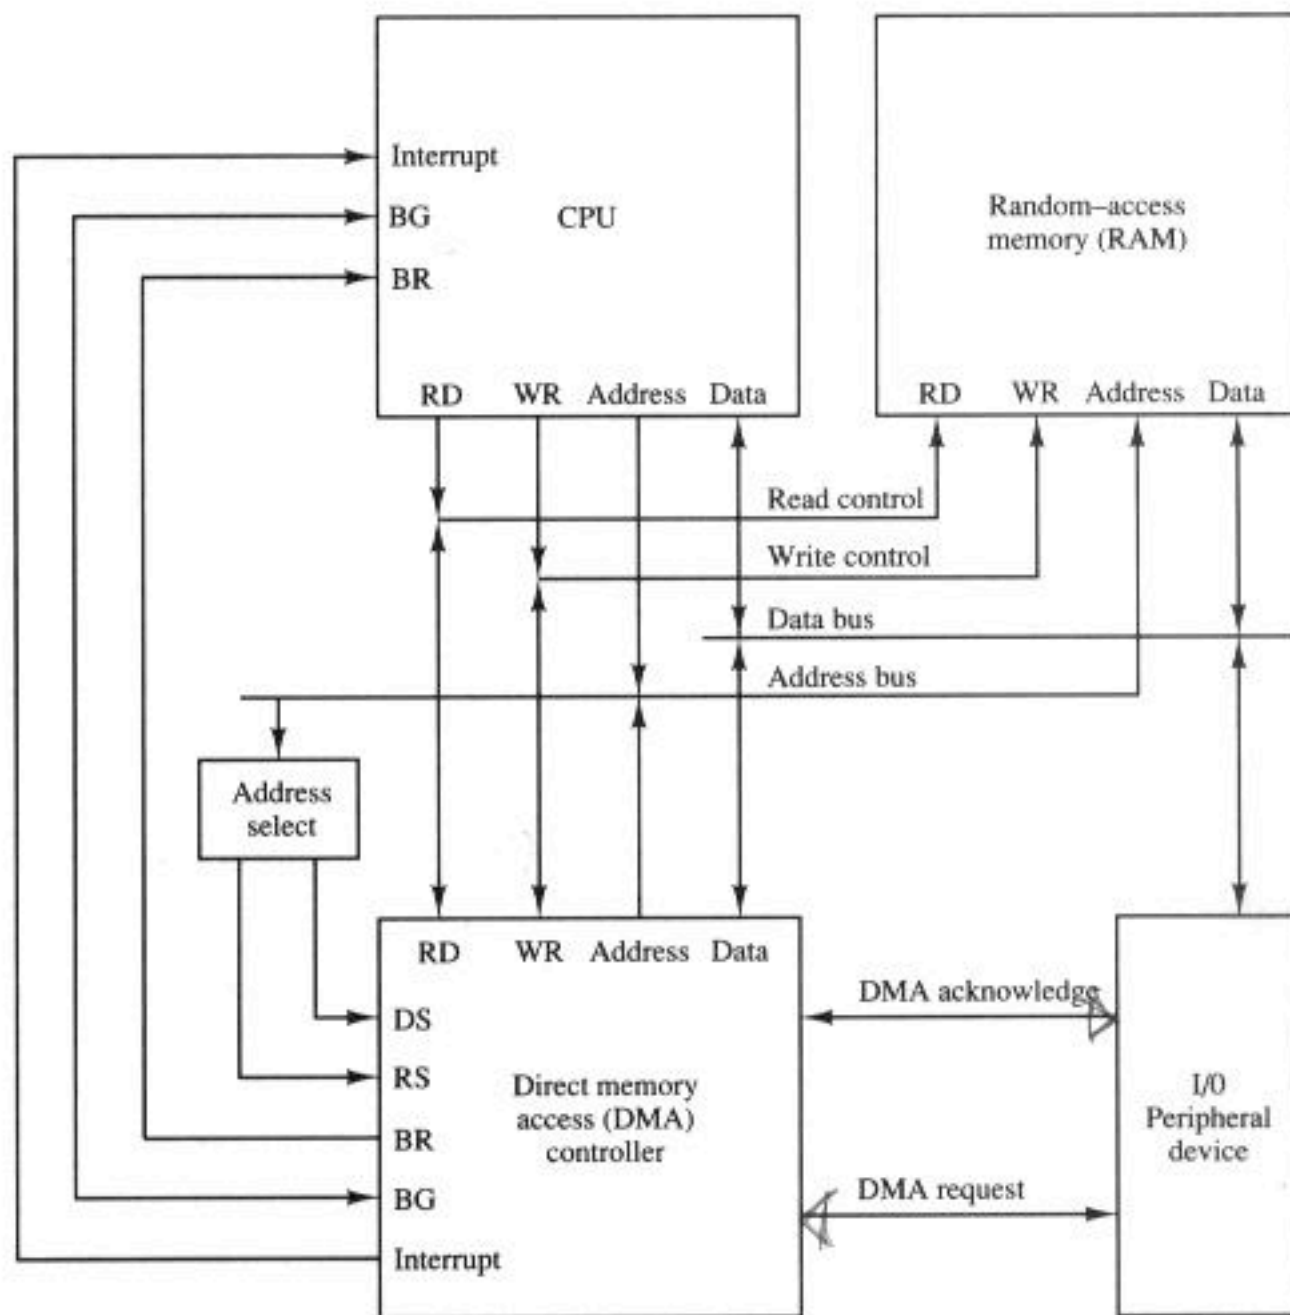 Interrupt
BG
CPU
BR
RD WR Address Data
Random–access
memory (RAM)
RD WR Address Data
Read control
Write control
Data bus
Address bus
Address
select
RD WR Address Data
DS
RS
BR
BG
Interrupt
Direct memory
access (DMA)
controller
DMA acknowledge
DMA request
I/0
Peripheral
device